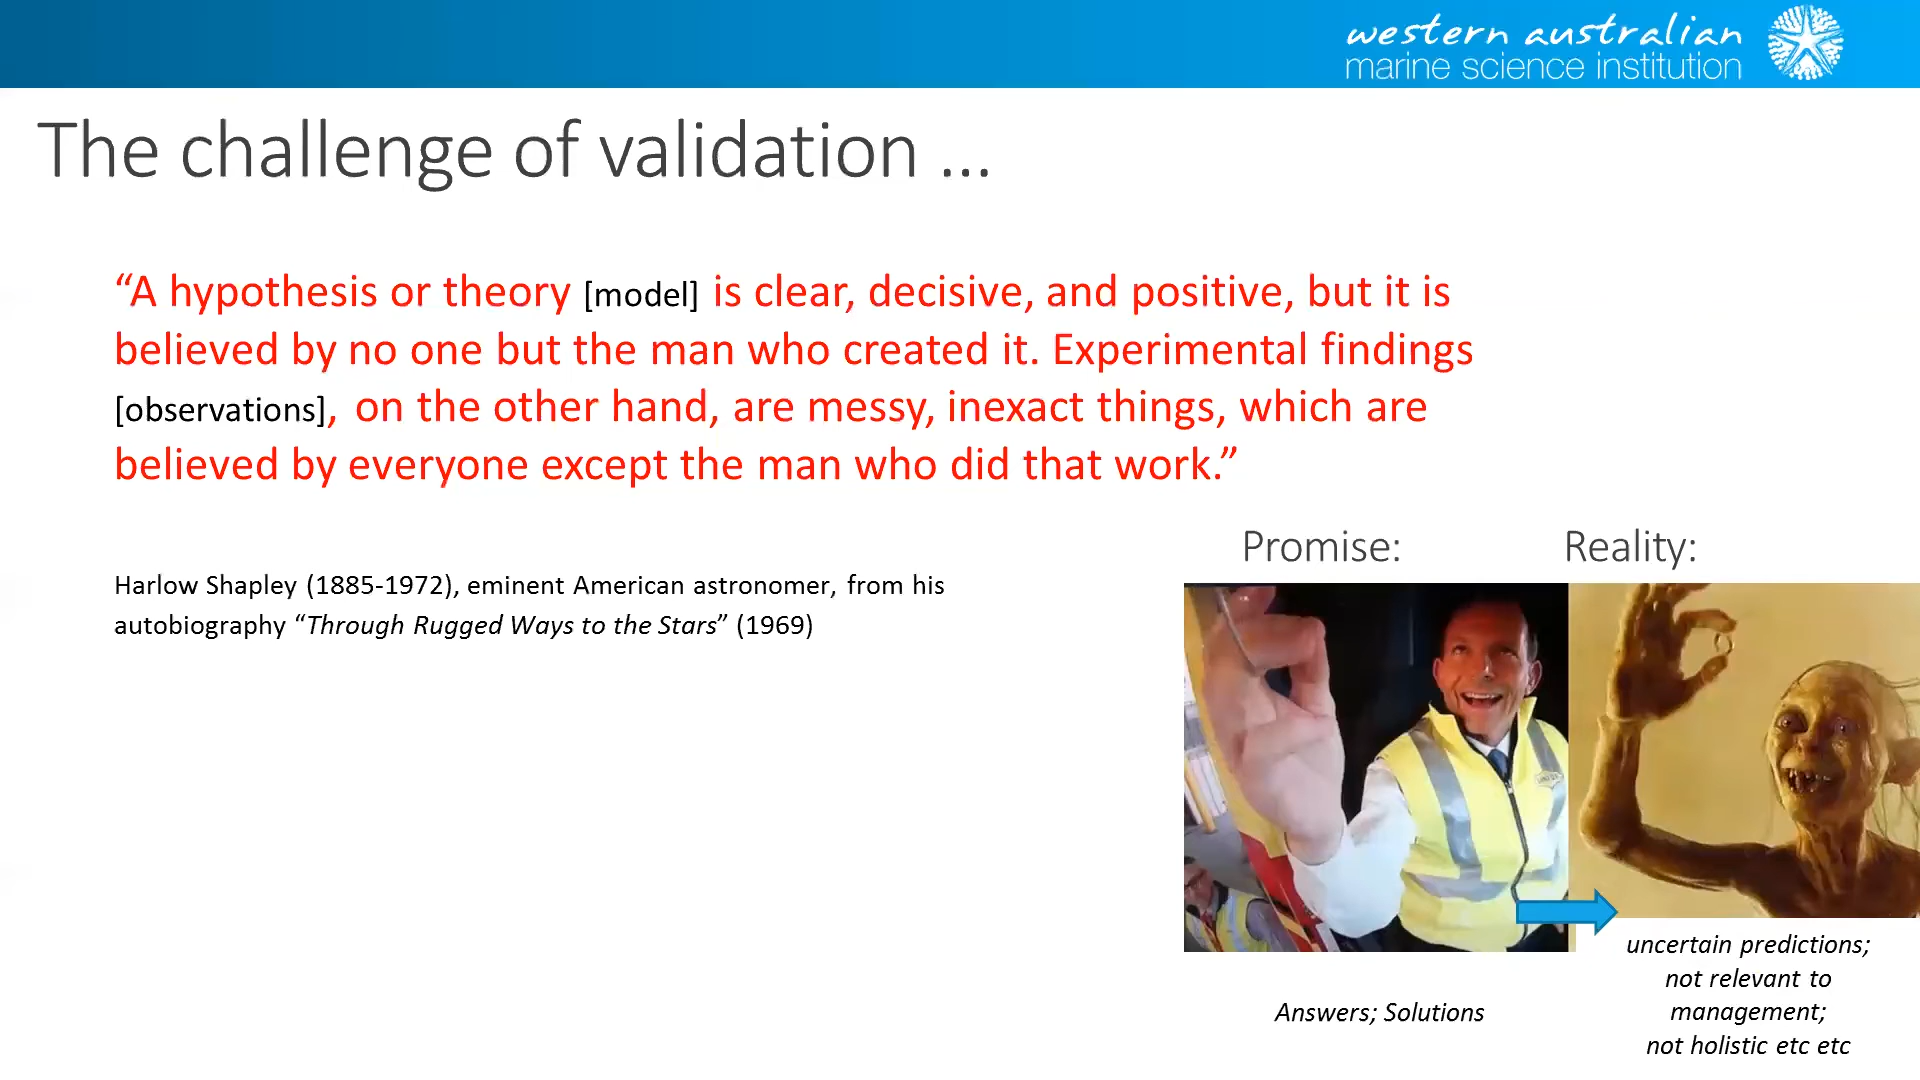 western australian
marine science institution
The challenge of validation ...
“A hypothesis or theory [model] is clear, decisive, and positive, but it is
believed by no one but the man who created it. Experimental findings
[observations], on the other hand, are messy, inexact things, which are
believed by everyone except the man who did that work.”
Harlow Shapley (1885-1972), eminent American astronomer, from his
autobiography “Through Rugged Ways to the Stars” (1969)
Promise:
Reality:
Answers; Solutions
uncertain predictions;
not relevant to
management;
not holistic etc etc